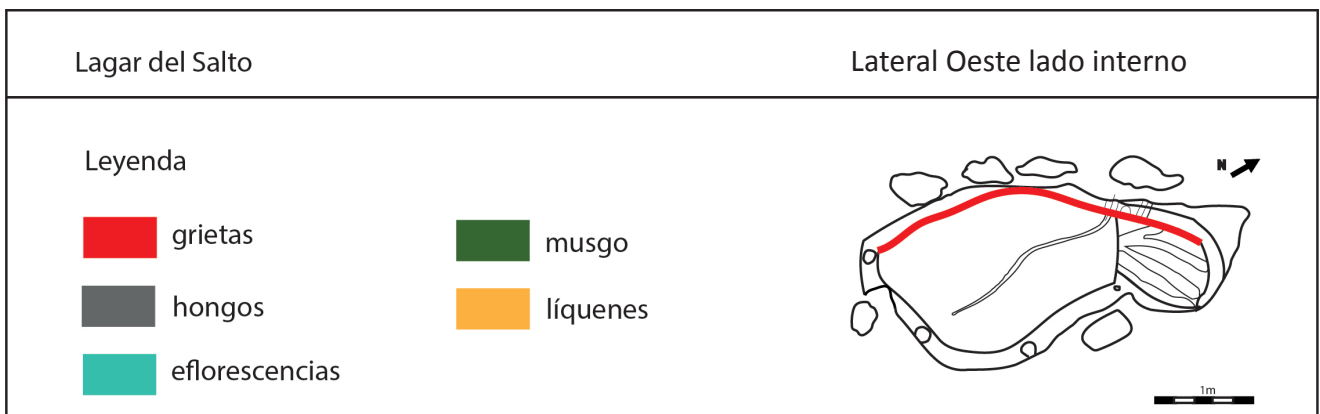 Lagar del Salto
Lateral Oeste lado interno
Leyenda
grietas
hongos
eflorescencias
musgo
líquenes
N
1m